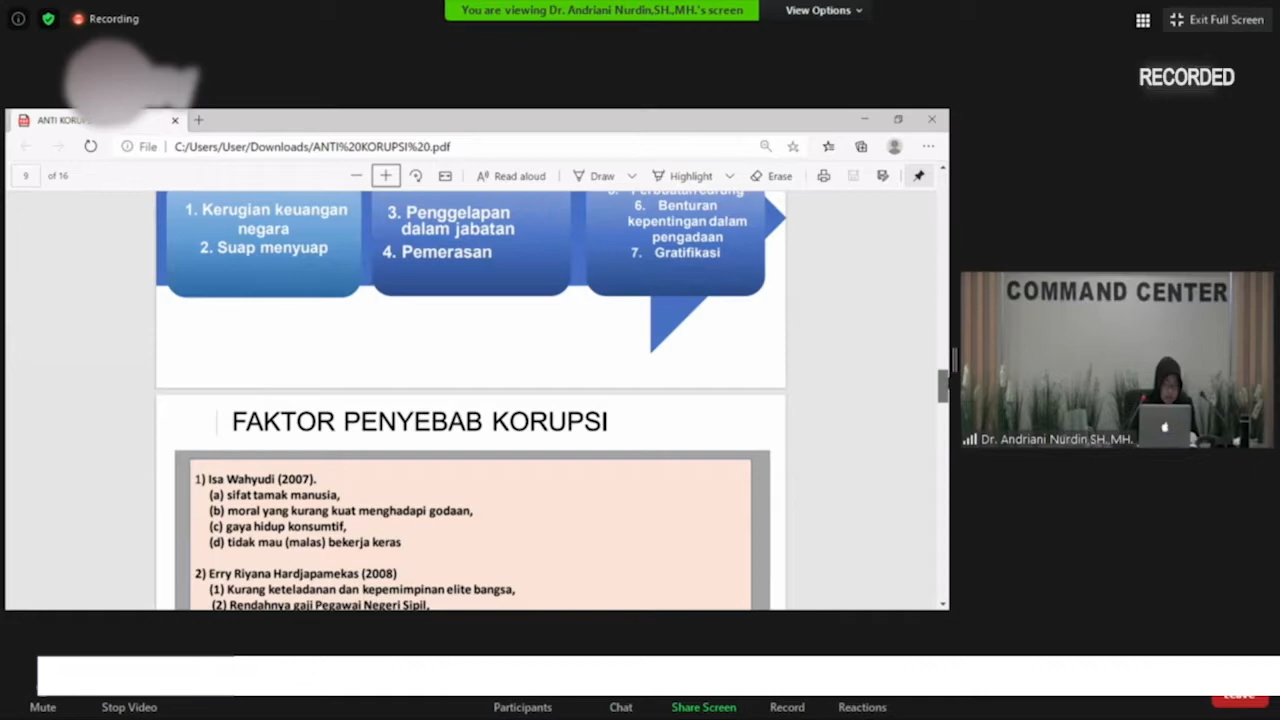 Recording
You are viewing Dr. Andriani Nurdin,SH.,MH.'s screen
View Options
Exit Full Screen
RECORDED
ANTI KORU
File
C:/Users/User/Downloads/ANTI%20KORUPSI%20.pdf
9 of 16
Read aloud
Draw
Highlight
Erase
1. Kerugian keuangan
negara
2. Suap menyuap
3. Penggelapan
dalam jabatan
4. Pemerasan
6. Benturan
kepentingan dalam
pengadaan
7. Gratifikasi
FAKTOR PENYEBAB KORUPSI
1) Isa Wahyudi (2007).
(a) sifat tamak manusia,
(b) moral yang kurang kuat menghadapi godaan,
(c) gaya hidup konsumtif,
(d) tidak mau (malas) bekerja keras
2) Erry Riyana Hardjapamekas (2008)
(1) Kurang keteladanan dan kepemimpinan elite bangsa,
(2) Rendahnya gaji Pegawai Negeri Sipil,
COMMAND CENTER
Dr. Andriani Nurdin,SH.,MH.
Mute
Stop Video
Participants
Chat
Share Screen
Record
Reactions